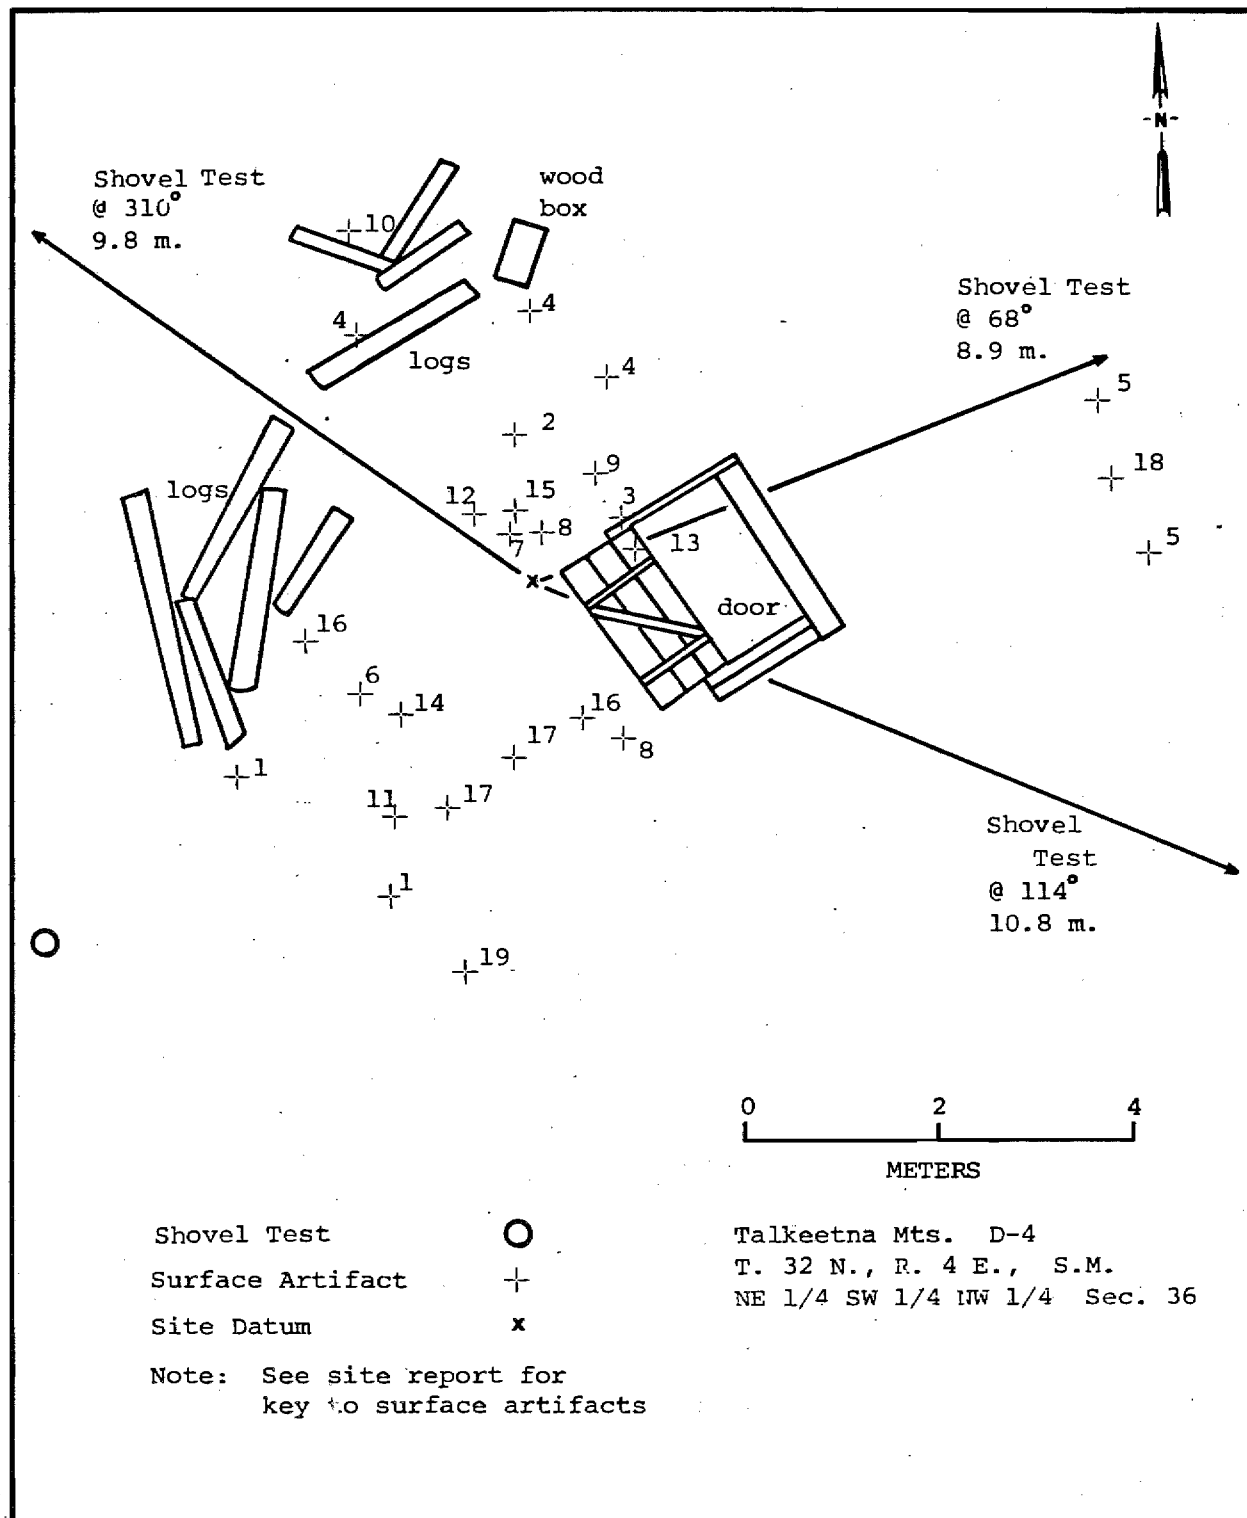 -N-
Shovel Test
@ 310°
9.8 m.
wood
box
10
4
4
logs
4
Shovel Test
@ 68°
8.9 m.
5
2
9
18
logs
12
15
3
7
8
13
5
door
16
6
14
16
17
8
1
11
17
Shovel
Test
@ 114°
10.8 m.
1
19
0 2 4
METERS
Shovel Test
Surface Artifact
Site Datum x
Note: See site report for
key to surface artifacts
Talkeetna Mts. D-4
T. 32 N., R. 4 E., S.M.
NE 1/4 SW 1/4 NW 1/4 Sec. 36